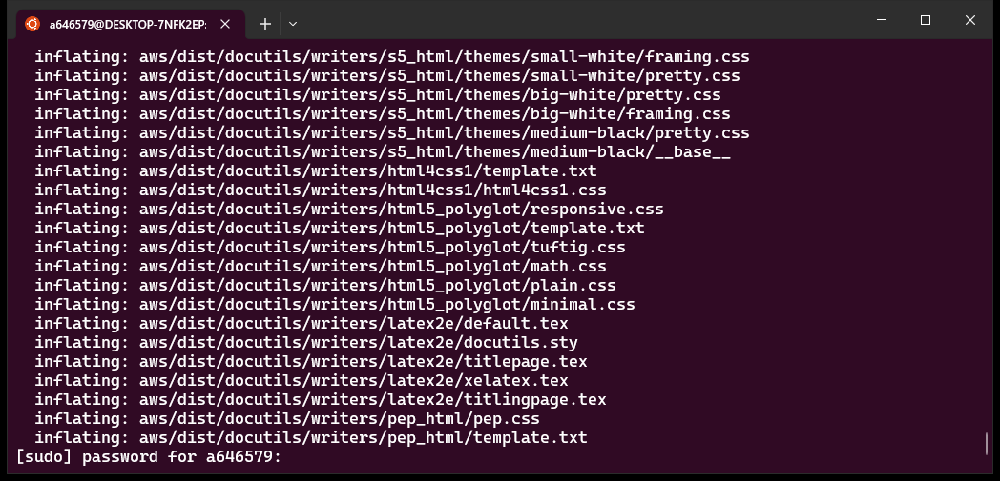 a646579@DESKTOP-7NFK2EP:
inflating: aws/dist/docutils/writers/s5_html/themes/small-white/framing.css
inflating: aws/dist/docutils/writers/s5_html/themes/small-white/pretty.css
inflating: aws/dist/docutils/writers/s5_html/themes/big-white/pretty.css
inflating: aws/dist/docutils/writers/s5_html/themes/big-white/framing.css
inflating: aws/dist/docutils/writers/s5_html/themes/medium-black/pretty.css
inflating: aws/dist/docutils/writers/s5_html/themes/medium-black/__base__
inflating: aws/dist/docutils/writers/html4css1/template.txt
inflating: aws/dist/docutils/writers/html4css1/html4css1.css
inflating: aws/dist/docutils/writers/html5_polyglot/responsive.css
inflating: aws/dist/docutils/writers/html5_polyglot/template.txt
inflating: aws/dist/docutils/writers/html5_polyglot/tuftig.css
inflating: aws/dist/docutils/writers/html5_polyglot/math.css
inflating: aws/dist/docutils/writers/html5_polyglot/plain.css
inflating: aws/dist/docutils/writers/html5_polyglot/minimal.css
inflating: aws/dist/docutils/writers/latex2e/default.tex
inflating: aws/dist/docutils/writers/latex2e/docutils.sty
inflating: aws/dist/docutils/writers/latex2e/titlepage.tex
inflating: aws/dist/docutils/writers/latex2e/xelatex.tex
inflating: aws/dist/docutils/writers/latex2e/titlingpage.tex
inflating: aws/dist/docutils/writers/pep_html/pep.css
inflating: aws/dist/docutils/writers/pep_html/template.txt
[sudo] password for a646579: